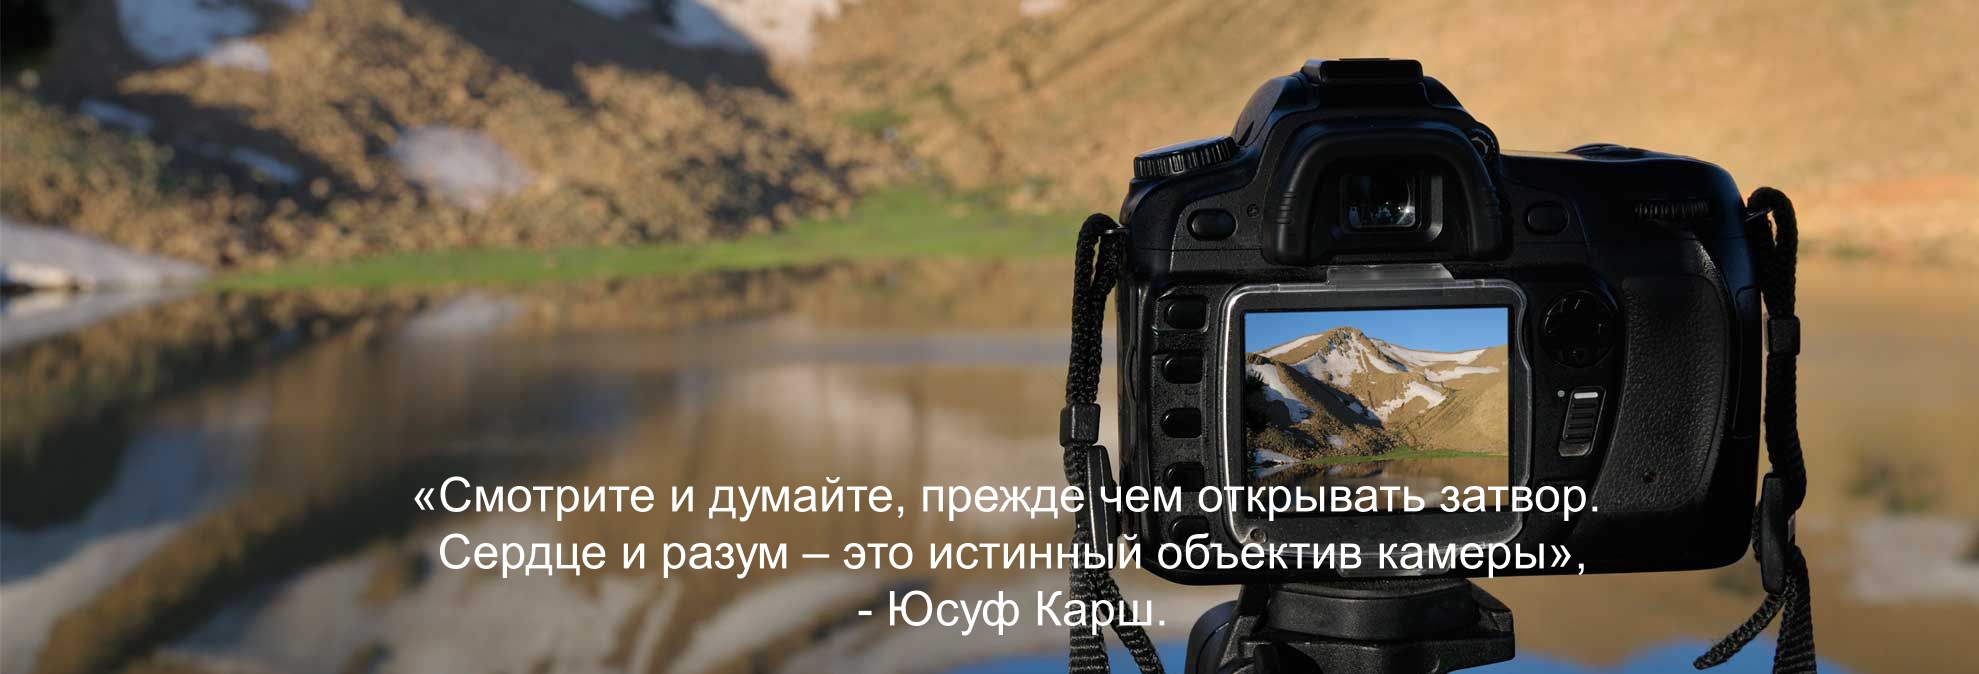 «Смотрите и думайте, прежде чем открывать затвор.
Сердце и разум – это истинный объектив камеры»,
- Юсуф Карш.